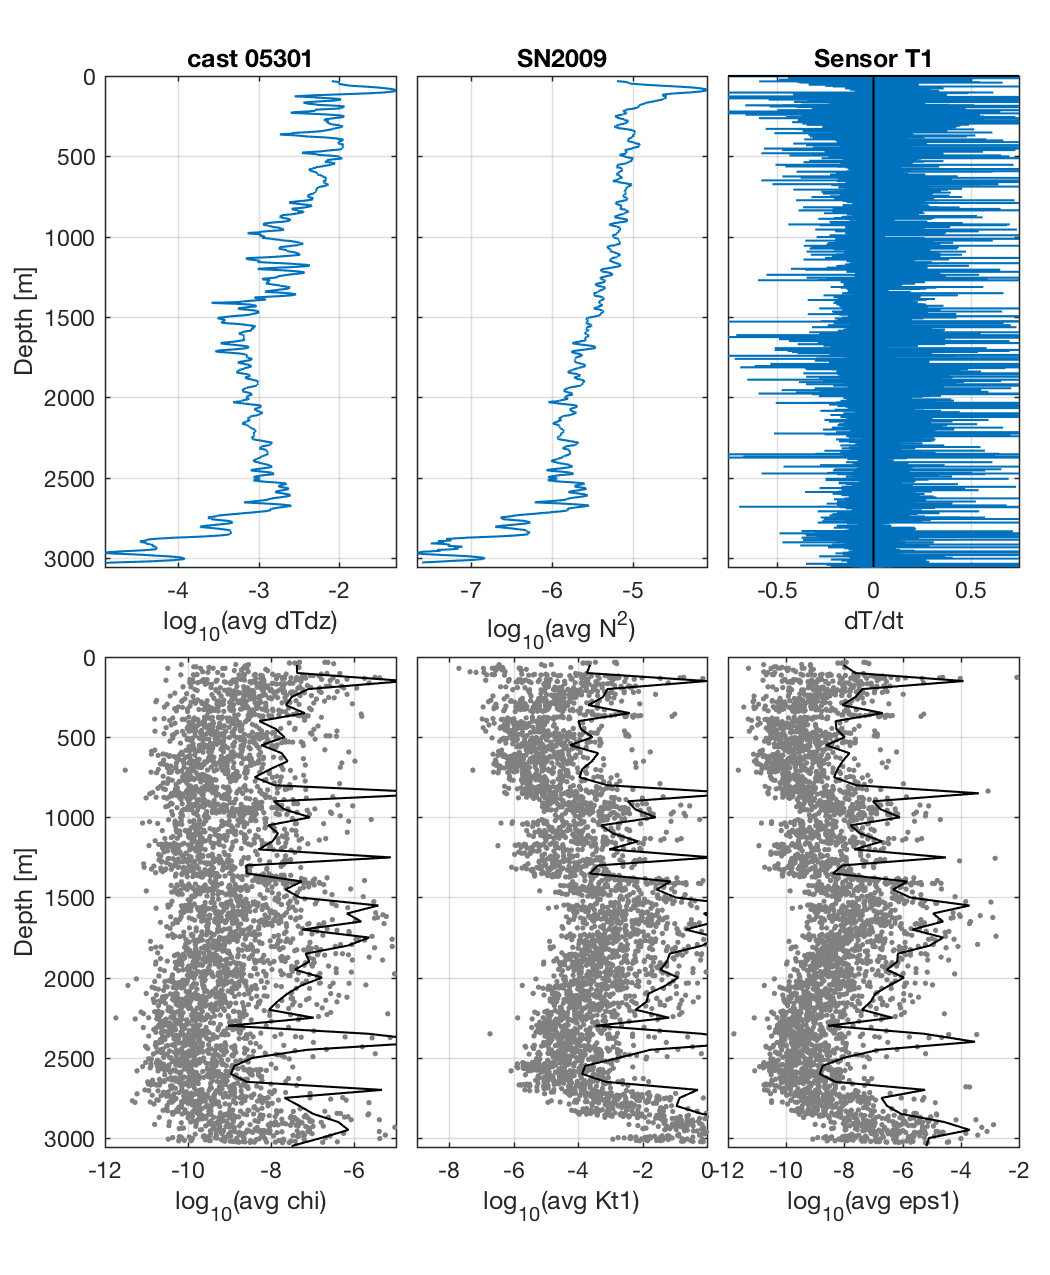 cast 05301 SN2009 Sensor T1
0
500
1000
1500
2000
2500
3000
Depth [m]
-4 -3 -2 -7 -6 -5 -0.5 0 0.5
log10(avg dTdz) log10(avg N2) dT/dt
0
500
1000
1500
2000
2500
3000
Depth [m]
-12 -10 -8 -6 -8 -6 -4 -2 0 -12 -10 -8 -6 -4 -2
log10(avg chi) log10(avg Kt1) log10(avg eps1)